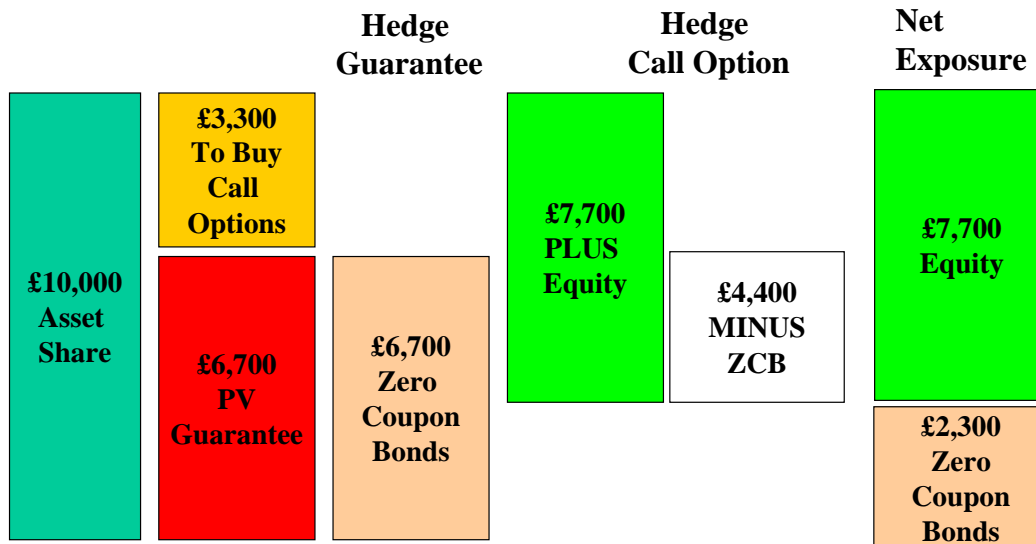 Hedge
Guarantee
Hedge
Call Option
Net
Exposure
£10,000
Asset
Share
£3,300
To Buy
Call
Options
£6,700
PV
Guarantee
£6,700
Zero
Coupon
Bonds
£7,700
PLUS
Equity
£4,400
MINUS
ZCB
£7,700
Equity
£2,300
Zero
Coupon
Bonds